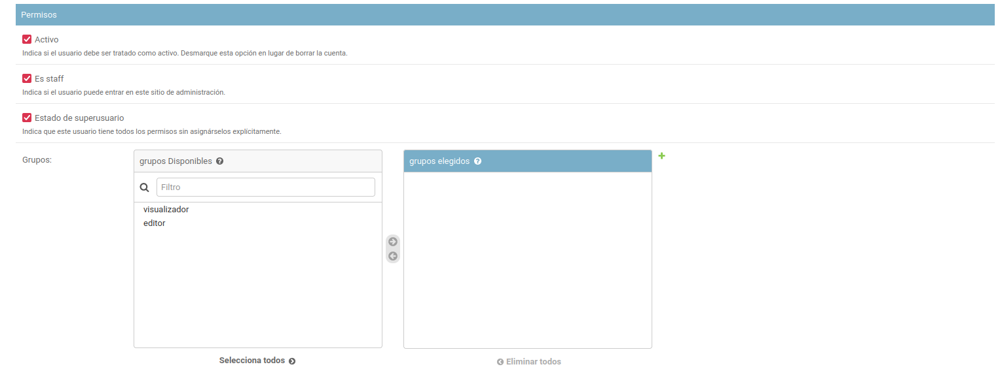 Permisos
Activo
Indica si el usuario debe ser tratado como activo. Desmarque esta opción en lugar de borrar la cuenta.
Es staff
Indica si el usuario puede entrar en este sitio de administración.
Estado de superusuario
Indica que este usuario tiene todos los permisos sin asignárselos explícitamente.
Grupos:
grupos Disponibles ?
Filtro
visualizador
editor
Selecciona todos
grupos elegidos ?
Eliminar todos